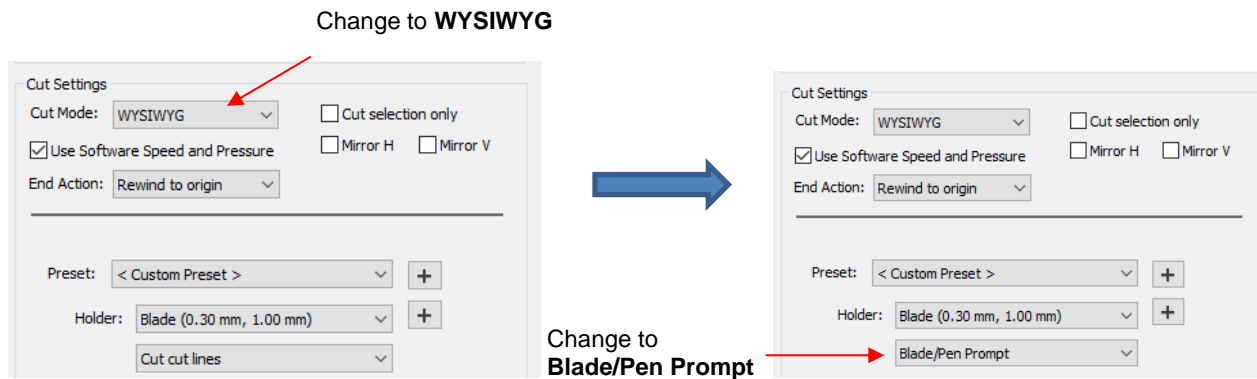 Change to WYSIWYG
Cut Settings
Cut Mode: WYSIWYG Cut selection only
Use Software Speed and Pressure Mirror H Mirror V
End Action: Rewind to origin
Preset: < Custom Preset > +
Holder: Blade (0.30 mm, 1.00 mm) +
Cut cut lines
Change to
Blade/Pen Prompt
Cut Settings
Cut Mode: WYSIWYG Cut selection only
Use Software Speed and Pressure Mirror H Mirror V
End Action: Rewind to origin
Preset: < Custom Preset > +
Holder: Blade (0.30 mm, 1.00 mm) +
Blade/Pen Prompt